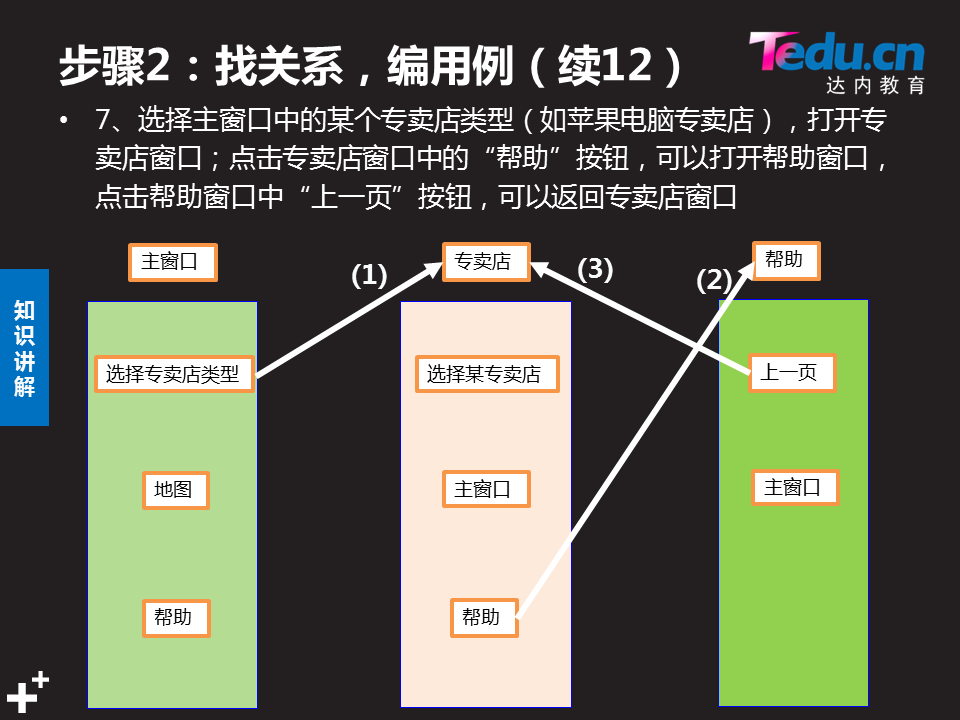 步骤2：找关系，编用例（续12）
Tedu.cn
达内教育
• 7、选择主窗口中的某个专卖店类型（如苹果电脑专卖店），打开专
卖店窗口；点击专卖店窗口中的“帮助”按钮，可以打开帮助窗口，
点击帮助窗口中“上一页”按钮，可以返回专卖店窗口
知识讲解
主窗口
(1)
专卖店
(3)
(2)
帮助
选择专卖店类型
选择某专卖店
上一页
地图
主窗口
主窗口
帮助
帮助